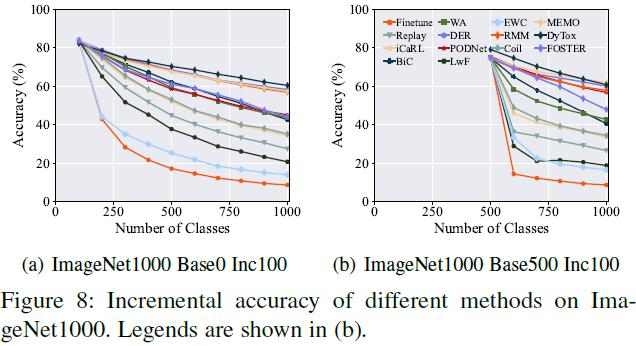 100
80
60
40
20
0
Accuracy (%)
250 500 750 1000
Number of Classes
100
80
60
40
20
0
Accuracy (%)
Finetune WA EWC MEMO
Replay DER RMM DyTox
iCaRL PODNet Coil FOSTER
BiC LwF
0 250 500 750 1000
Number of Classes
(a) ImageNet1000 Base0 Inc100
(b) ImageNet1000 Base500 Inc100
Figure 8: Incremental accuracy of different methods on Ima-
geNet1000. Legends are shown in (b).